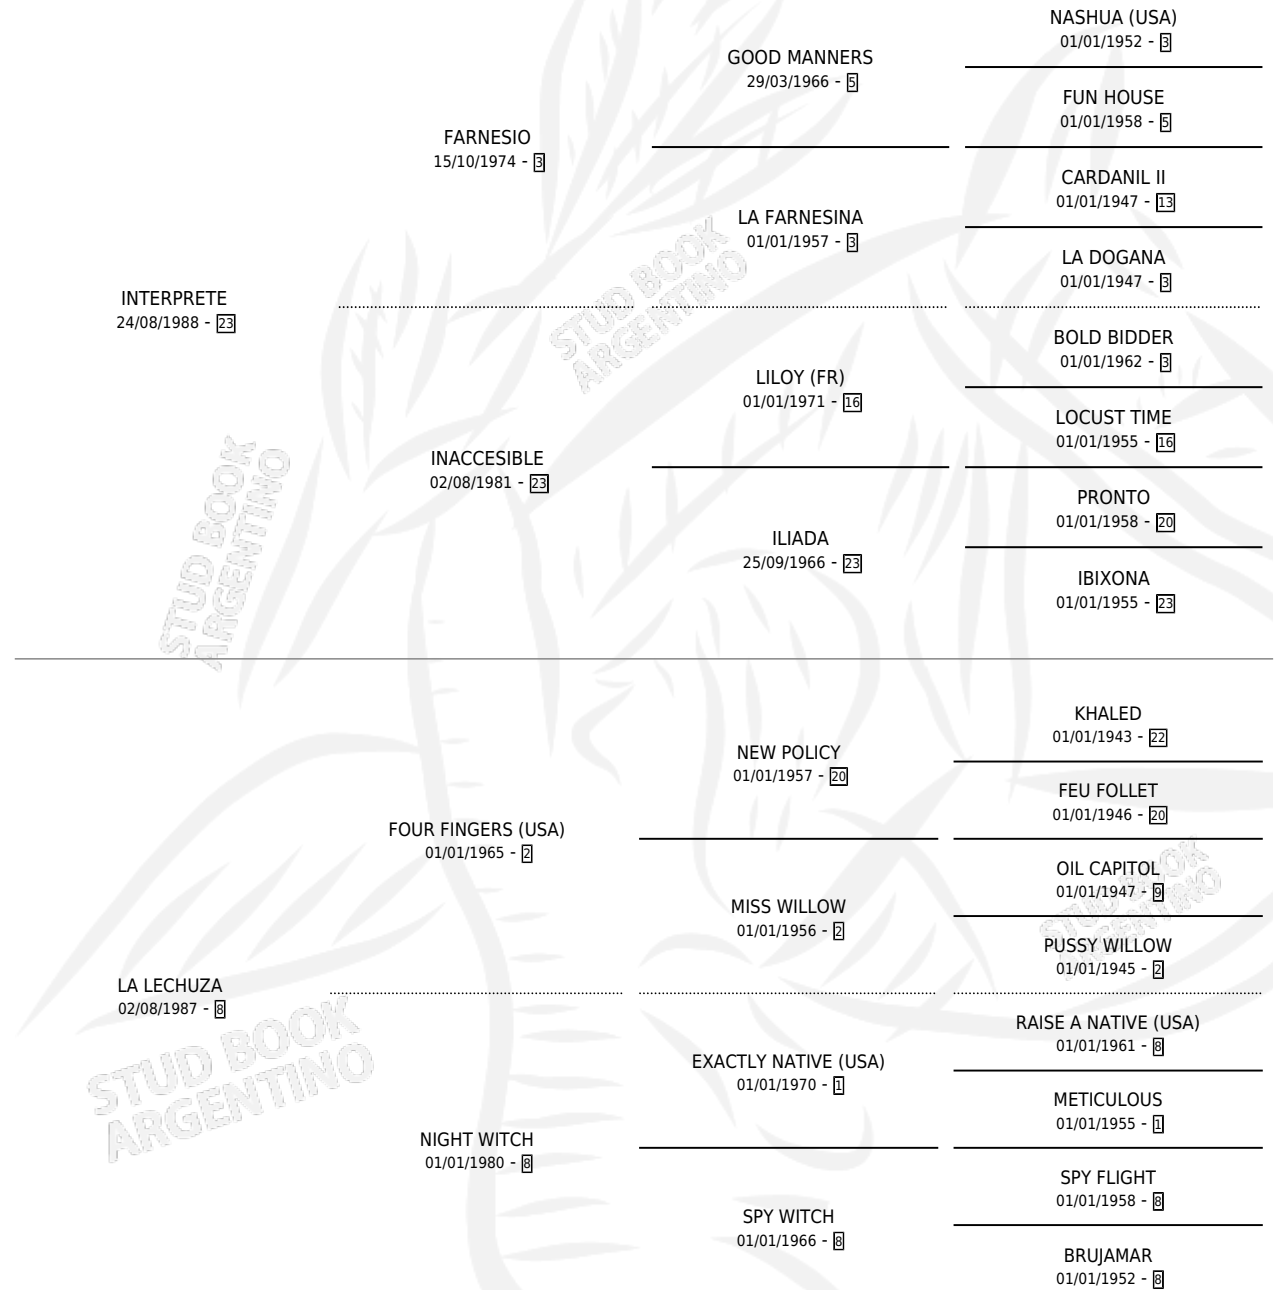 NASHUA (USA)
01/01/1952 - 3
GOOD MANNERS
29/03/1966 - 5
FUN HOUSE
01/01/1958 - 5
FARNESIO
15/10/1974 - 3
CARDANIL II
01/01/1947 - 13
LA FARNESINA
01/01/1957 - 3
LA DOGANA
01/01/1947 - 3
INTERPRETE
24/08/1988 - 23
BOLD BIDDER
01/01/1962 - 3
LILOY (FR)
01/01/1971 - 16
LOCUST TIME
01/01/1955 - 16
INACCESIBLE
02/08/1981 - 23
PRONTO
01/01/1958 - 20
ILIADA
25/09/1966 - 23
IBIXONA
01/01/1955 - 23
KHALED
01/01/1943 - 22
NEW POLICY
01/01/1957 - 20
FEU FOLLET
01/01/1946 - 20
FOUR FINGERS (USA)
01/01/1965 - 2
OIL CAPITOL
01/01/1947 - 9
MISS WILLOW
01/01/1956 - 2
PUSSY WILLOW
01/01/1945 - 2
LA LECHUZA
02/08/1987 - 8
RAISE A NATIVE (USA)
01/01/1961 - 8
EXACTLY NATIVE (USA)
01/01/1970 - 1
METICULOUS
01/01/1955 - 1
NIGHT WITCH
01/01/1980 - 8
SPY FLIGHT
01/01/1958 - 8
SPY WITCH
01/01/1966 - 8
BRUJAMAR
01/01/1952 - 8
STUD BOOK
ARGENTINO
STUD BOOK
ARGENTINO
STUD BOOK
ARGENTINO
STUD BOOK
ARGENTINO